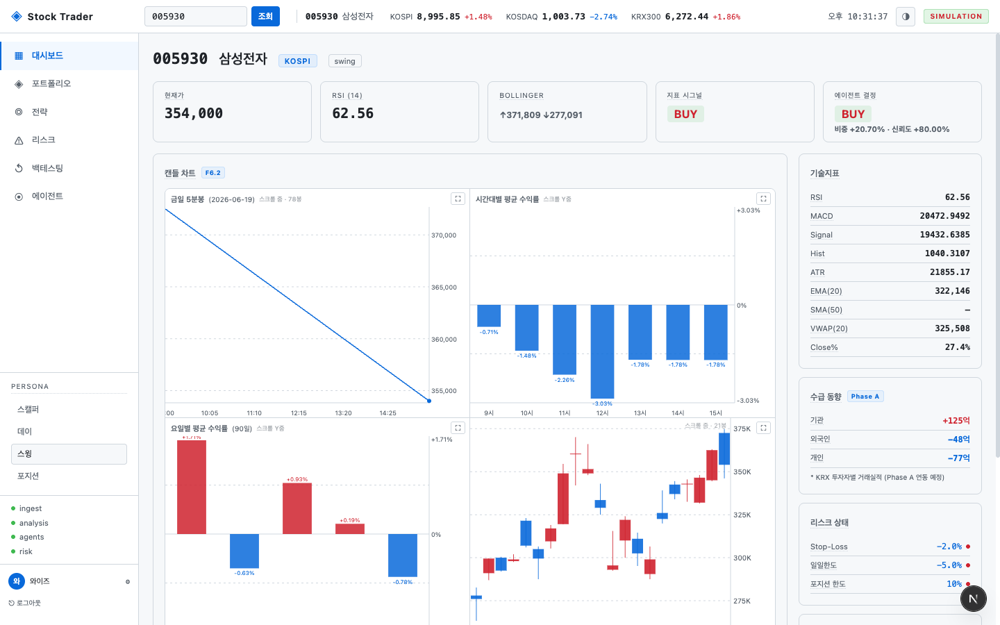 Stock Trader
005930
조회
005930 삼성전자
KOSPI 8,995.85 +1.48%
KOSDAQ 1,003.73 −2.74%
KRX300 6,272.44 +1.86%
오후 10:31:37
SIMULATION
대시보드
포트폴리오
전략
리스크
백테스팅
에이전트
PERSONA
스캘퍼
데이
스윙
포지션
ingest
analysis
agents
risk
와 와이즈
로그아웃
005930 삼성전자 KOSPI swing
현재가
354,000
RSI (14)
62.56
BOLLINGER
↑371,809 ↓277,091
지표 시그널
BUY
에이전트 결정
BUY
비중 +20.70% · 신뢰도 +80.00%
캔들 차트 F6.2
금일 5분봉 (2026-06-19) 스크롤 줌 · 78봉
370,000
365,000
360,000
355,000
:00 10:05 11:10 12:15 13:20 14:25
시간대별 평균 수익률 스크롤 Y줌
+3.03%
0%
-3.03%
-0.71%
-1.48%
-2.26%
-3.03%
-1.78%
-1.78%
-1.78%
9시 10시 11시 12시 13시 14시 15시
요일별 평균 수익률 (90일) 스크롤 Y줌
+1.71%
0%
+1.71%
-0.63%
+0.93%
+0.19%
-0.78%
스크롤 줌 · 21봉
375K
350K
325K
300K
275K
기술지표
RSI 62.56
MACD 20472.9492
Signal 19432.6385
Hist 1040.3107
ATR 21855.17
EMA(20) 322,146
SMA(50) —
VWAP(20) 325,508
Close% 27.4%
수급 동향 Phase A
기관 +125억
외국인 −48억
개인 −77억
* KRX 투자자별 거래실적 (Phase A 연동 예정)
리스크 상태
Stop-Loss −2.0%
일일한도 −5.0%
포지션 한도 10%
N